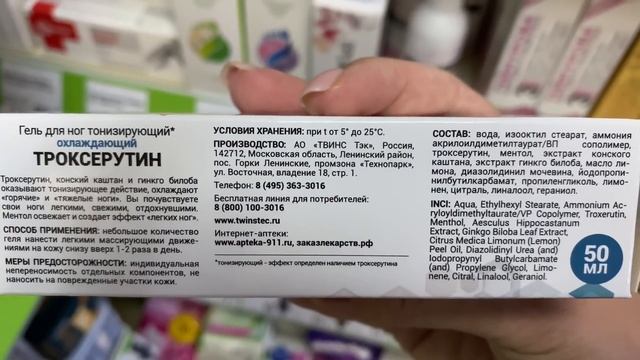 Гель для ног тонизирующий*
охлаждающий
ТРОКСЕРУТИН
Троксерутин, конский каштан и гинкго билоба
оказывают тонизирующее действие, охлаждают
«горячие» и «тяжелые ноги». Вы почувствуете
свои ноги легкими, свежими, отдохнувшими.
Ментол освежает и создает эффект «легких ног».
СПОСОБ ПРИМЕНЕНИЯ: небольшое количество
геля нанести легкими массирующими движения-
ми на кожу снизу вверх 1-2 раза в день.
МЕРЫ ПРЕДОСТОРОЖНОСТИ: индивидуальная
непереносимость отдельных компонентов, не
наносить на поврежденные участки кожи.
УСЛОВИЯ ХРАНЕНИЯ: при t от 5° до 25°С.
ПРОИЗВОДСТВО: АО «ТВИНС Тэк», Россия,
142712, Московская область, Ленинский район,
пос. Горки Ленинские, промзона «Технопарк»,
ул. Восточная, владение 18, стр. 1.
Телефон: 8 (495) 363-3016
Бесплатная линия для потребителей:
8 (800) 100-3016
www.twinstec.ru
Интернет-аптеки:
www.apteka-911.ru, заказлекарств.рф
*тонизирующий - эффект определен наличием троксерутина
СОСТАВ: вода, изооктил стеарат, аммония
акрилоилдиметилтаурат/ВП сополимер,
троксерутин, ментол, экстракт конского
каштана, экстракт гинкго билоба, масло ли-
мона, диазолидинил мочевина, йодопропи-
нилбутилкарбамат, пропиленгликоль, лимо-
нен, цитраль, линалоол, гераниол.
INCI: Aqua, Ethylhexyl Stearate, Ammonium Ac-
ryloyldimethyltaurate/VP Copolymer, Troxerutin,
Menthol, Aesculus Hippocastanum
Extract, Ginkgo Biloba Leaf Extract,
Citrus Medica Limonum (Lemon)
Peel Oil, Diazolidinyl Urea (and)
Iodopropynyl Butylcarbamate
(and) Propylene Glycol, Limo-
nene, Citral, Linalool, Geraniol.
50
МЛ